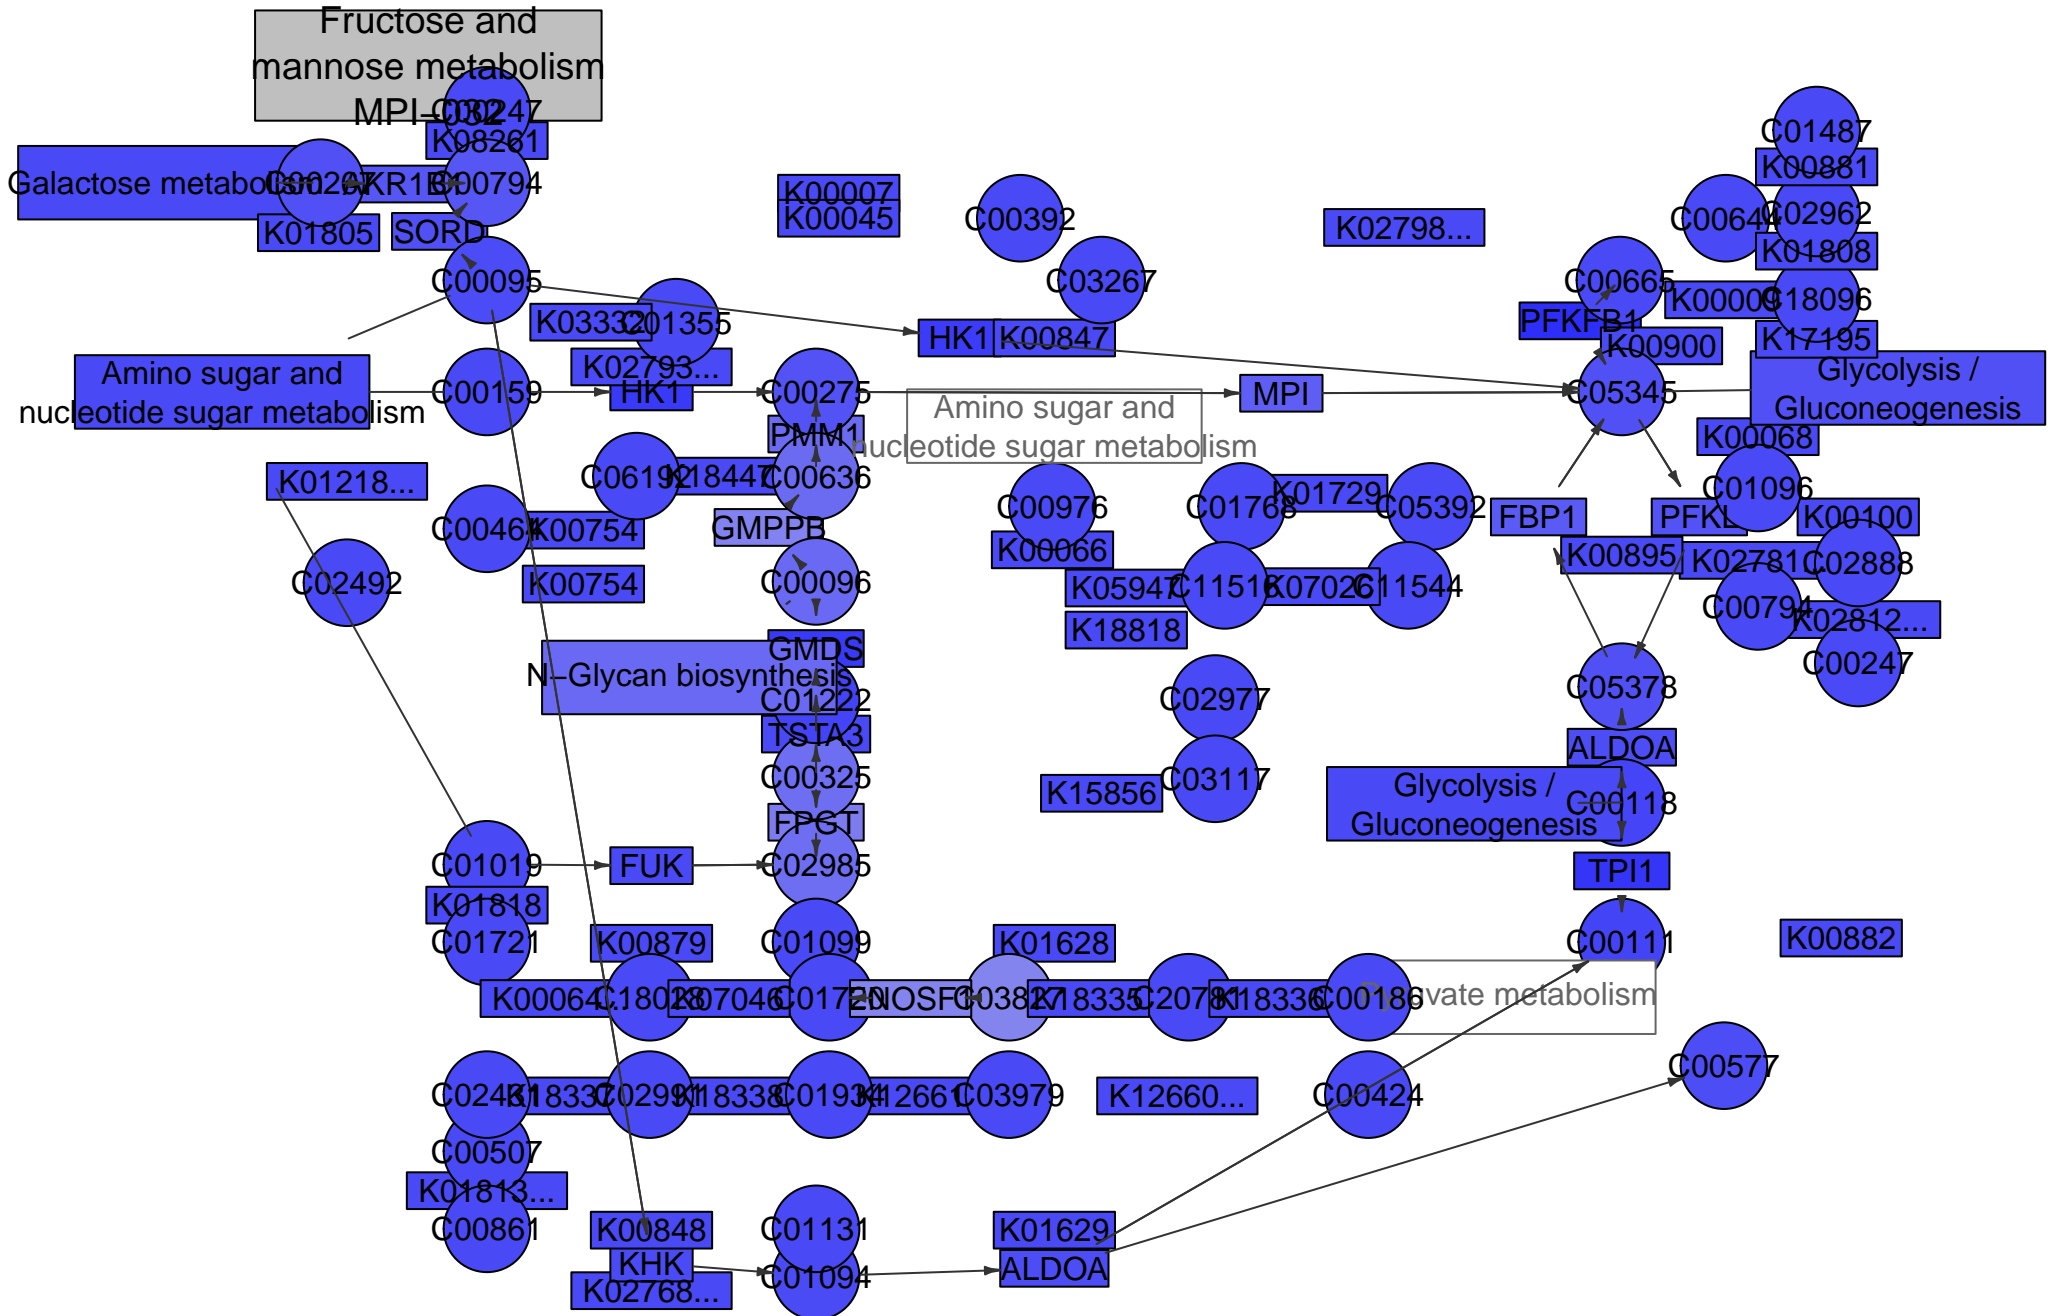 Fructose and
mannose metabolism
MPI-032
C00247
K08261
Galactose metabolism
C00267
AKR1B1
C00794
K01805
SORD
C00095
K00007
K00045
C00392
C03267
K02798...
C01487
K00881
C00644
C02962
K01808
C00665
K00009
C18096
K17195
PFKFB1
K00900
K03332
C01355
K02793...
HK1
K00847
Amino sugar and
nucleotide sugar metabolism
C00159
HK1
C00275
Amino sugar and
nucleotide sugar metabolism
MPI
C05345
Glycolysis /
Gluconeogenesis
PMM1
K00068
K01218...
C06192
K18447
C00636
C00976
C01768
K01729
C05392
C01096
C00464
K00754
GMPPB
FBP1
PFKL
K00100
K00066
K00895
K02781...
C02888
C02492
K00754
C00096
K05947
C11516
K07026
C11544
C00794
K02812...
K18818
GMDS
N-Glycan biosynthesis
C00247
C01222
C02977
C05378
TSTA3
ALDOA
C00325
K15856
C03117
Glycolysis /
Gluconeogenesis
C00118
FPGT
C01019
FUK
C02985
TPI1
K01818
C01721
K00879
C01099
K01628
C00111
K00882
K00064...
C18028
K07046
C01720
ENOSF1
C03827
K18335
C20781
K18336
C00186
Pyruvate metabolism
C00577
C02431
K18337
C02991
K18338
C01934
K12661
C03979
K12660...
C00424
C00507
K01813...
C00861
K00848
C01131
K01629
KHK
C01094
ALDOA
K02768...